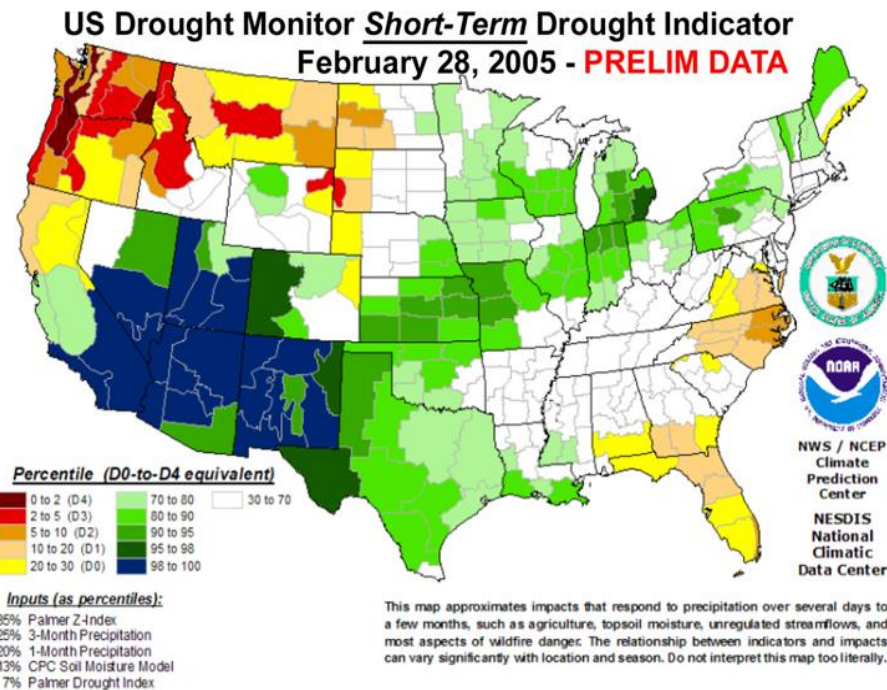 US Drought Monitor Short-Term Drought Indicator
February 28, 2005 - PRELIM DATA
NOAA
NWS / NCEP
Climate
Prediction
Center
NESDIS
National
Climatic
Data Center
Percentile (D0-to-D4 equivalent)
0 to 2 (D4)
2 to 5 (D3)
5 to 10 (D2)
10 to 20 (D1)
20 to 30 (D0)
70 to 80
80 to 90
90 to 95
95 to 98
98 to 100
30 to 70
Inputs (as percentiles):
35% Palmer Z-Index
25% 3-Month Precipitation
20% 1-Month Precipitation
13% CPC Soil Moisture Model
7% Palmer Drought Index
This map approximates impacts that respond to precipitation over several days to
a few months, such as agriculture, topsoil moisture, unregulated streamflows, and
most aspects of wildfire danger. The relationship between indicators and impacts
can vary significantly with location and season. Do not interpret this map too literally.